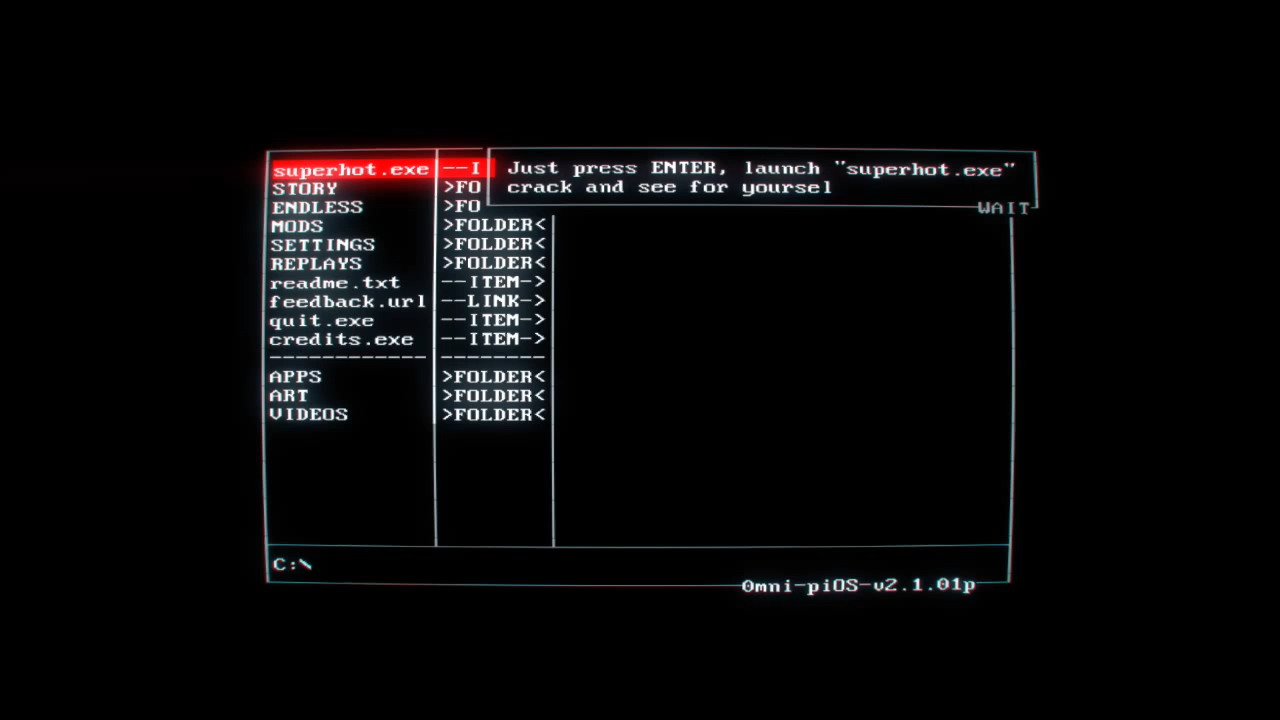 superhot.exe --I
STORY >FO
ENDLESS >FO
MODS >FOLDER<
SETTINGS >FOLDER<
REPLAYS >FOLDER<
readme.txt --ITEM->
feedback.url --LINK->
quit.exe --ITEM->
credits.exe --ITEM->
------------ --------
APPS >FOLDER<
ART >FOLDER<
VIDEOS >FOLDER<
Just press ENTER, launch "superhot.exe"
crack and see for yoursel
WAIT
C:\
Omni-piOS-v2.1.01p